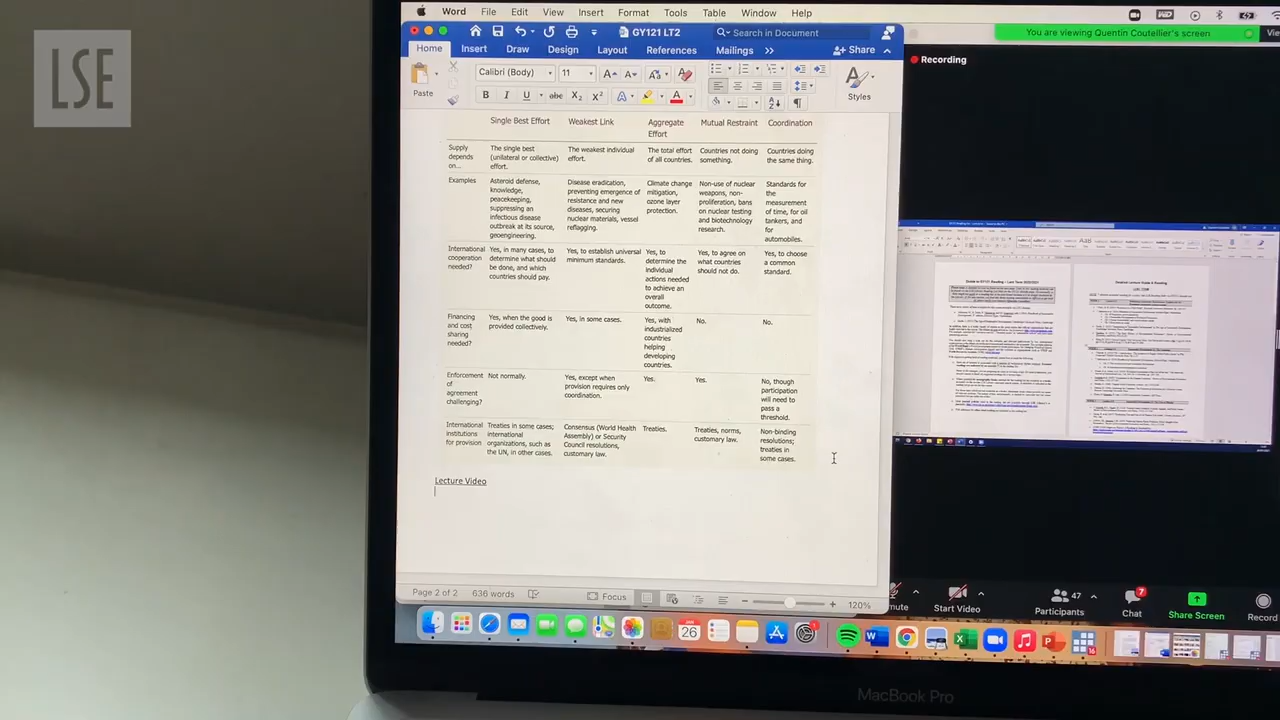 LSE
Word File Edit View Insert Format Tools Table Window Help
GY121 LT2
Search in Document
You are viewing Quentin Coutellier's screen
Home Insert Draw Design Layout References Mailings
Share
Recording
Calibri (Body) 11
Paste
Styles
Single Best Effort
Weakest Link
Aggregate
Effort
Mutual Restraint
Coordination
Supply
depends
on...
The single best
(unilateral or collective)
effort.
The weakest individual
effort.
The total effort
of all countries.
Countries not doing
something.
Countries doing
the same thing.
Examples
Asteroid defense,
knowledge,
peacekeeping,
suppressing an
infectious disease
outbreak at its source,
geoengineering.
Disease eradication,
preventing emergence of
resistance and new
diseases, securing
nuclear materials, vessel
reflagging.
Climate change
mitigation,
ozone layer
protection.
Non-use of nuclear
weapons, non-
proliferation, bans
on nuclear testing
and biotechnology
research.
Standards for
the
measurement
of time, for oil
tankers, and
for
automobiles.
International
cooperation
needed?
Yes, in many cases, to
determine what should
be done, and which
countries should pay.
Yes, to establish universal
minimum standards.
Yes, to
determine the
individual
actions needed
to achieve an
overall
outcome.
Yes, to agree on
what countries
should not do.
Yes, to choose
a common
standard.
Financing
and cost
sharing
needed?
Yes, when the good is
provided collectively.
Yes, in some cases.
Yes, with
industrialized
countries
helping
developing
countries.
No.
No.
Enforcement
of
agreement
challenging?
Not normally.
Yes, except when
provision requires only
coordination.
Yes.
Yes.
No, though
participation
will need to
pass a
threshold.
International
institutions
for provision
Treaties in some cases;
international
organizations, such as
the UN, in other cases.
Consensus (World Health
Assembly) or Security
Council resolutions,
customary law.
Treaties.
Treaties, norms,
customary law.
Non-binding
resolutions;
treaties in
some cases.
Lecture Video
Page 2 of 2 636 words
Focus
120%
mute
Start Video
47
Participants
7
Chat
Share Screen
Record
26
MacBook Pro